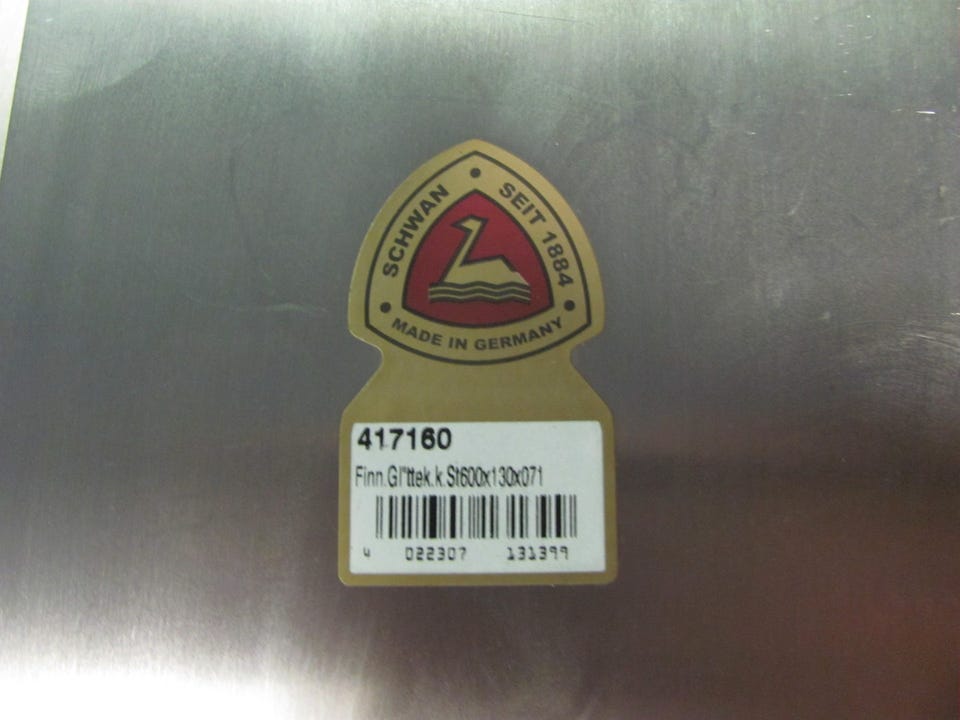 SCHWAN
SEIT 1884
MADE IN GERMANY
417160
Finn.Gl"ttek.k.St600x130x071
4 022307 131399